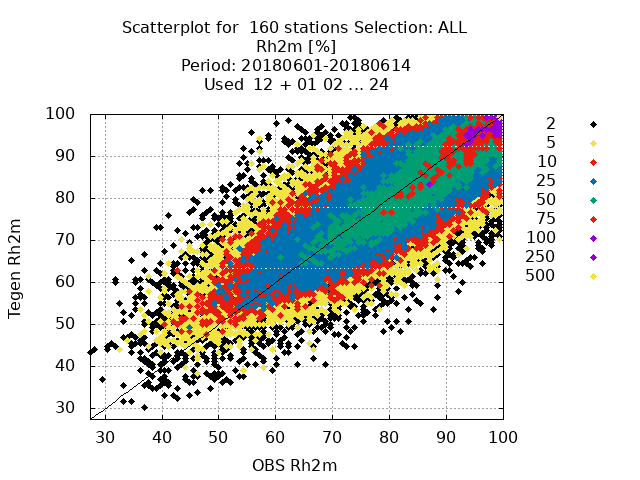 Scatterplot for  160 stations Selection: ALL
Rh2m [%]
Period: 20180601-20180614
Used  12 + 01 02 ... 24
Tegen Rh2m
100
90
80
70
60
50
40
30
30 40 50 60 70 80 90 100
OBS Rh2m
2
5
10
25
50
75
100
250
500